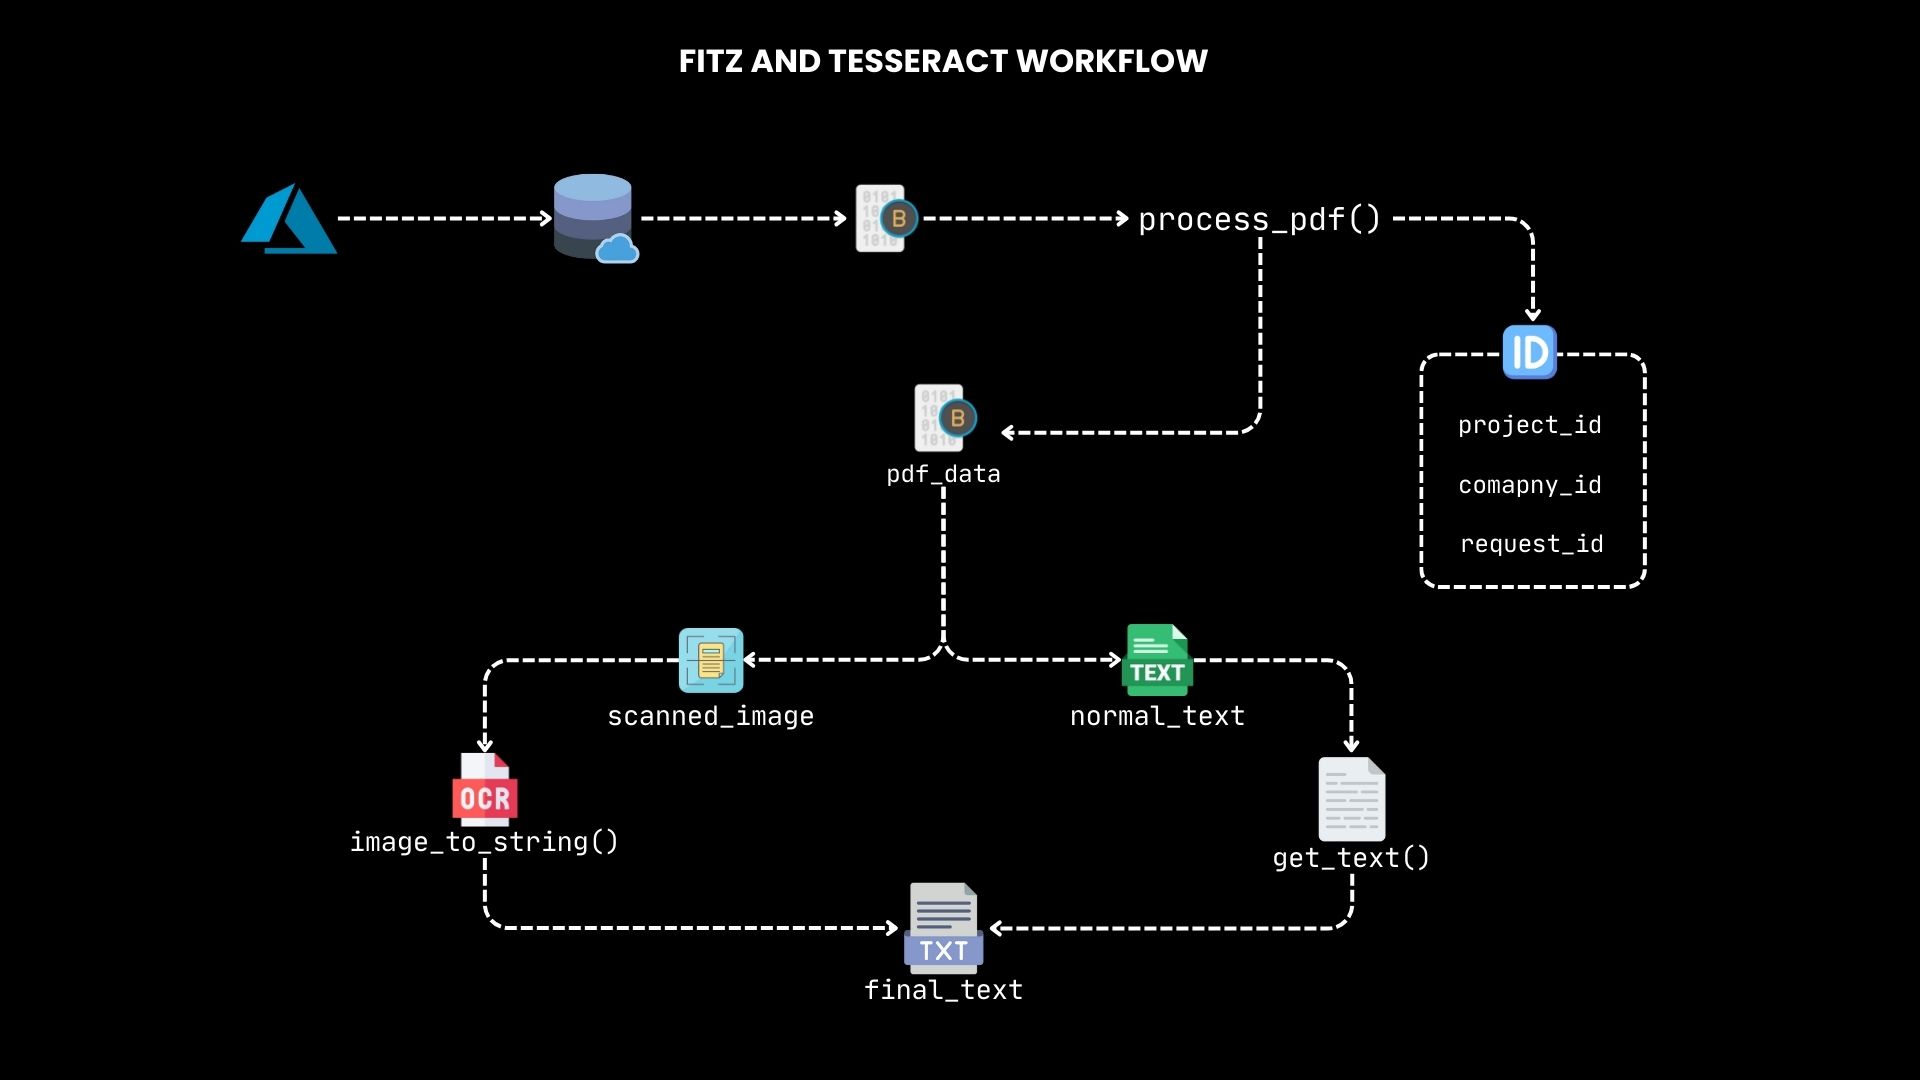 FITZ AND TESSERACT WORKFLOW
process_pdf()
ID
project_id
comapny_id
request_id
pdf_data
TEXT
scanned_image
normal_text
OCR
image_to_string()
get_text()
TXT
final_text